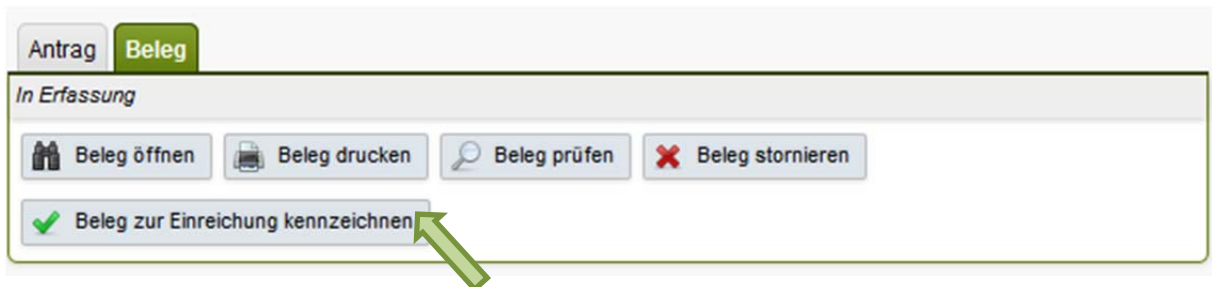 Antrag Beleg
In Erfassung
Beleg öffnen Beleg drucken Beleg prüfen Beleg stornieren
Beleg zur Einreichung kennzeichnen